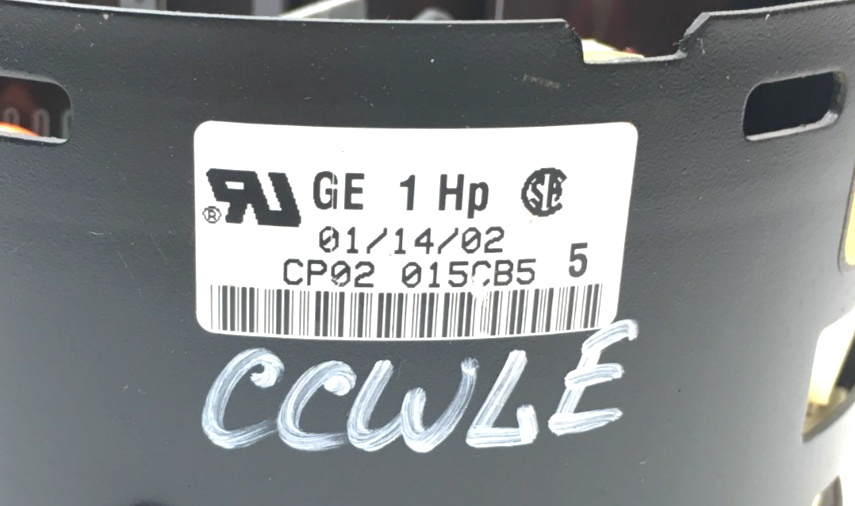 GE 1 Hp
01/14/02
CP02 015CB5 5
CCWLE